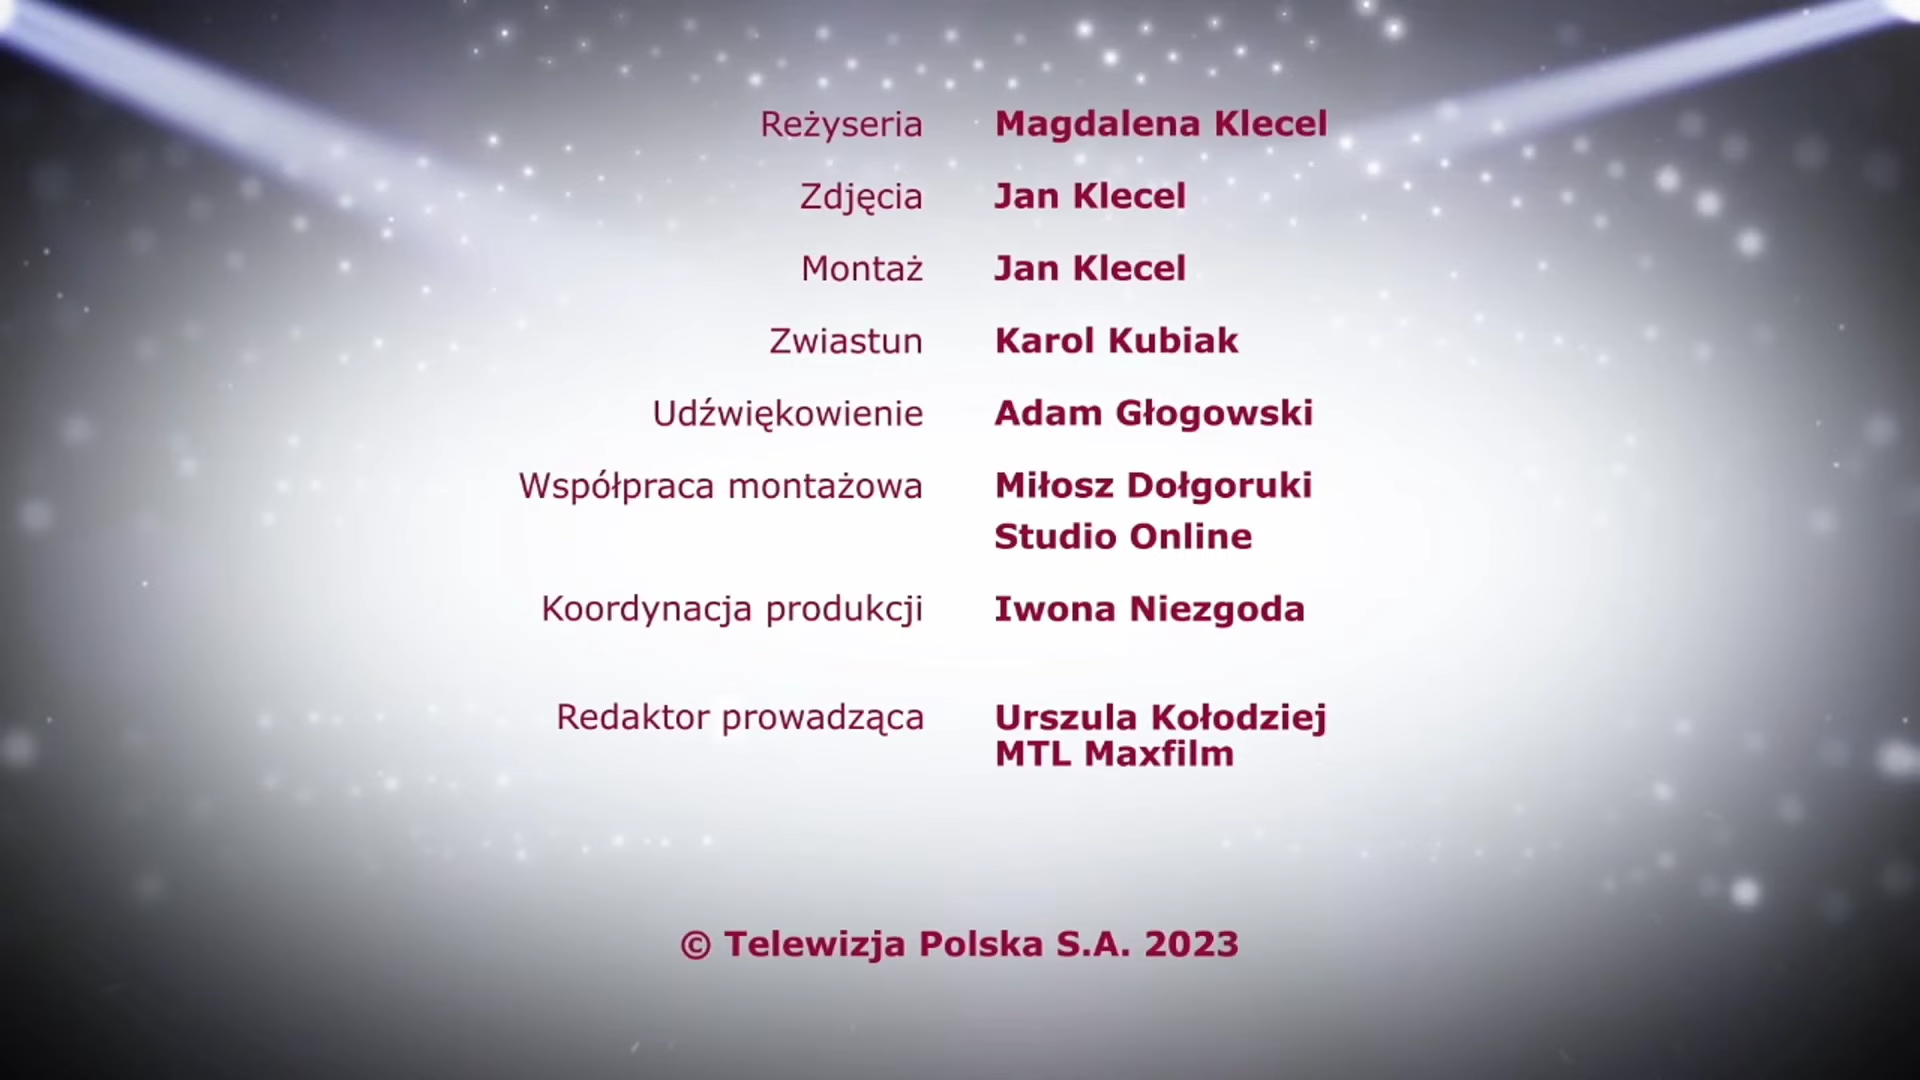 Reżyseria Magdalena Klecel
Zdjęcia Jan Klecel
Montaż Jan Klecel
Zwiastun Karol Kubiak
Udźwiękowienie Adam Głogowski
Współpraca montażowa Miłosz Dołgoruki
Studio Online
Koordynacja produkcji Iwona Niezgoda
Redaktor prowadząca Urszula Kołodziej
MTL Maxfilm
© Telewizja Polska S.A. 2023